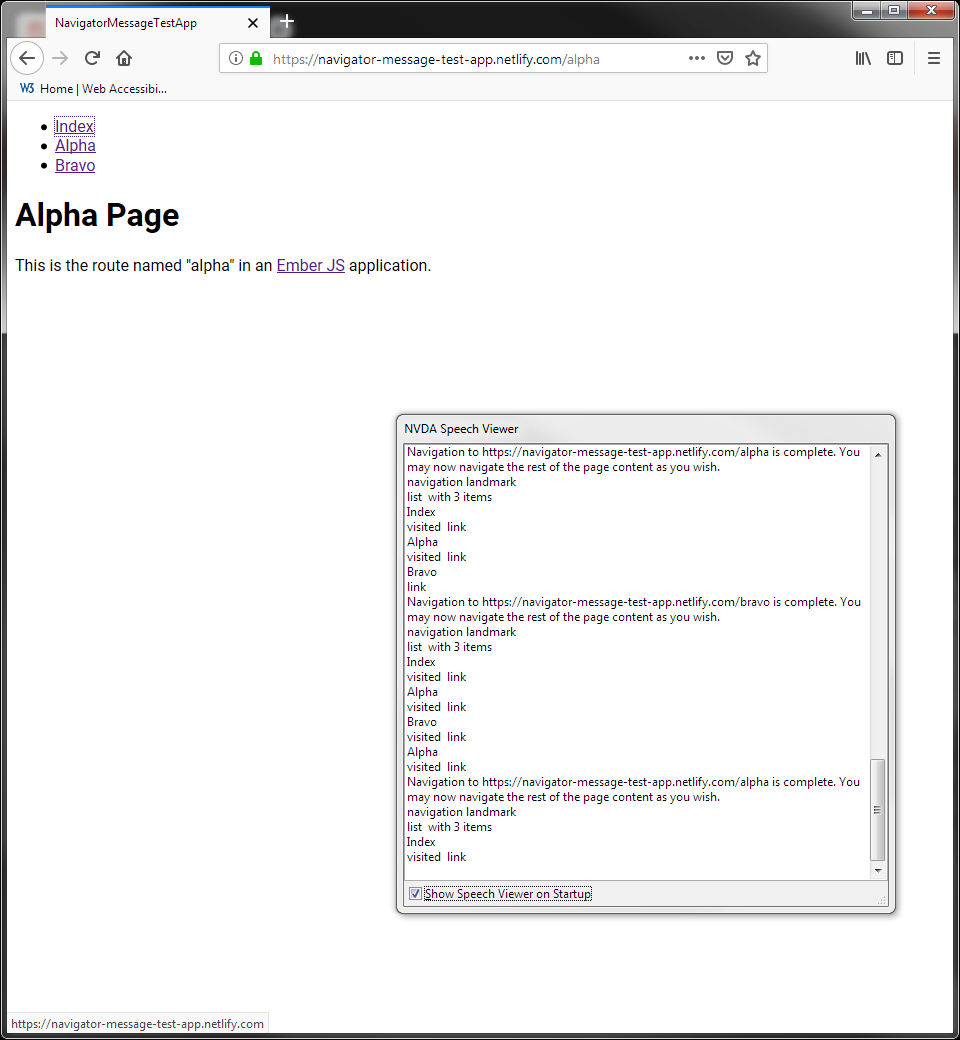 NavigatorMessageTestApp
https://navigator-message-test-app.netlify.com/alpha
W3 Home | Web Accessibi...
Index
Alpha
Bravo
Alpha Page
This is the route named "alpha" in an Ember JS application.
NVDA Speech Viewer
Navigation to https://navigator-message-test-app.netlify.com/alpha is complete. You
may now navigate the rest of the page content as you wish.
navigation landmark
list  with 3 items
Index
visited  link
Alpha
visited  link
Bravo
link
Navigation to https://navigator-message-test-app.netlify.com/bravo is complete. You
may now navigate the rest of the page content as you wish.
navigation landmark
list  with 3 items
Index
visited  link
Alpha
visited  link
Bravo
visited  link
Alpha
visited  link
Navigation to https://navigator-message-test-app.netlify.com/alpha is complete. You
may now navigate the rest of the page content as you wish.
navigation landmark
list  with 3 items
Index
visited  link
Show Speech Viewer on Startup
https://navigator-message-test-app.netlify.com